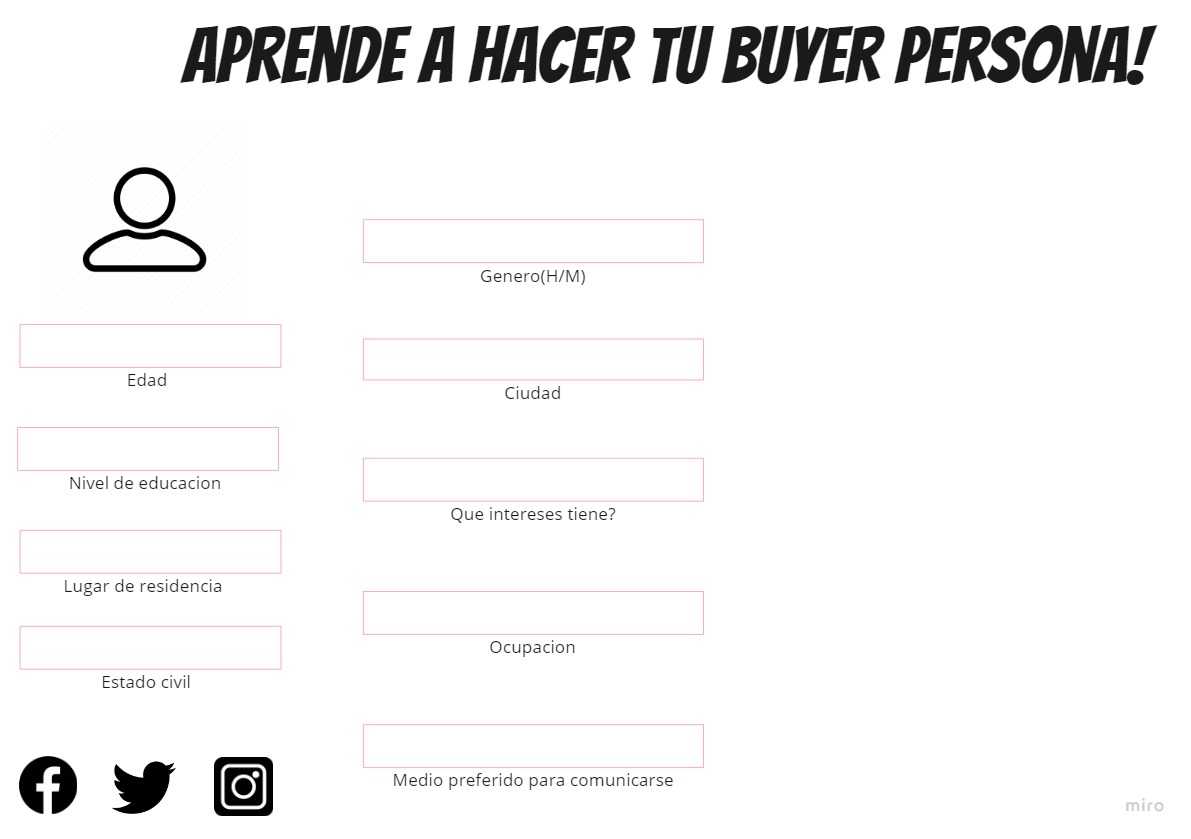 APRENDE A HACER TU BUYER PERSONA!
Edad
Nivel de educacion
Lugar de residencia
Estado civil
Genero(H/M)
Ciudad
Que intereses tiene?
Ocupacion
Medio preferido para comunicarse
miro